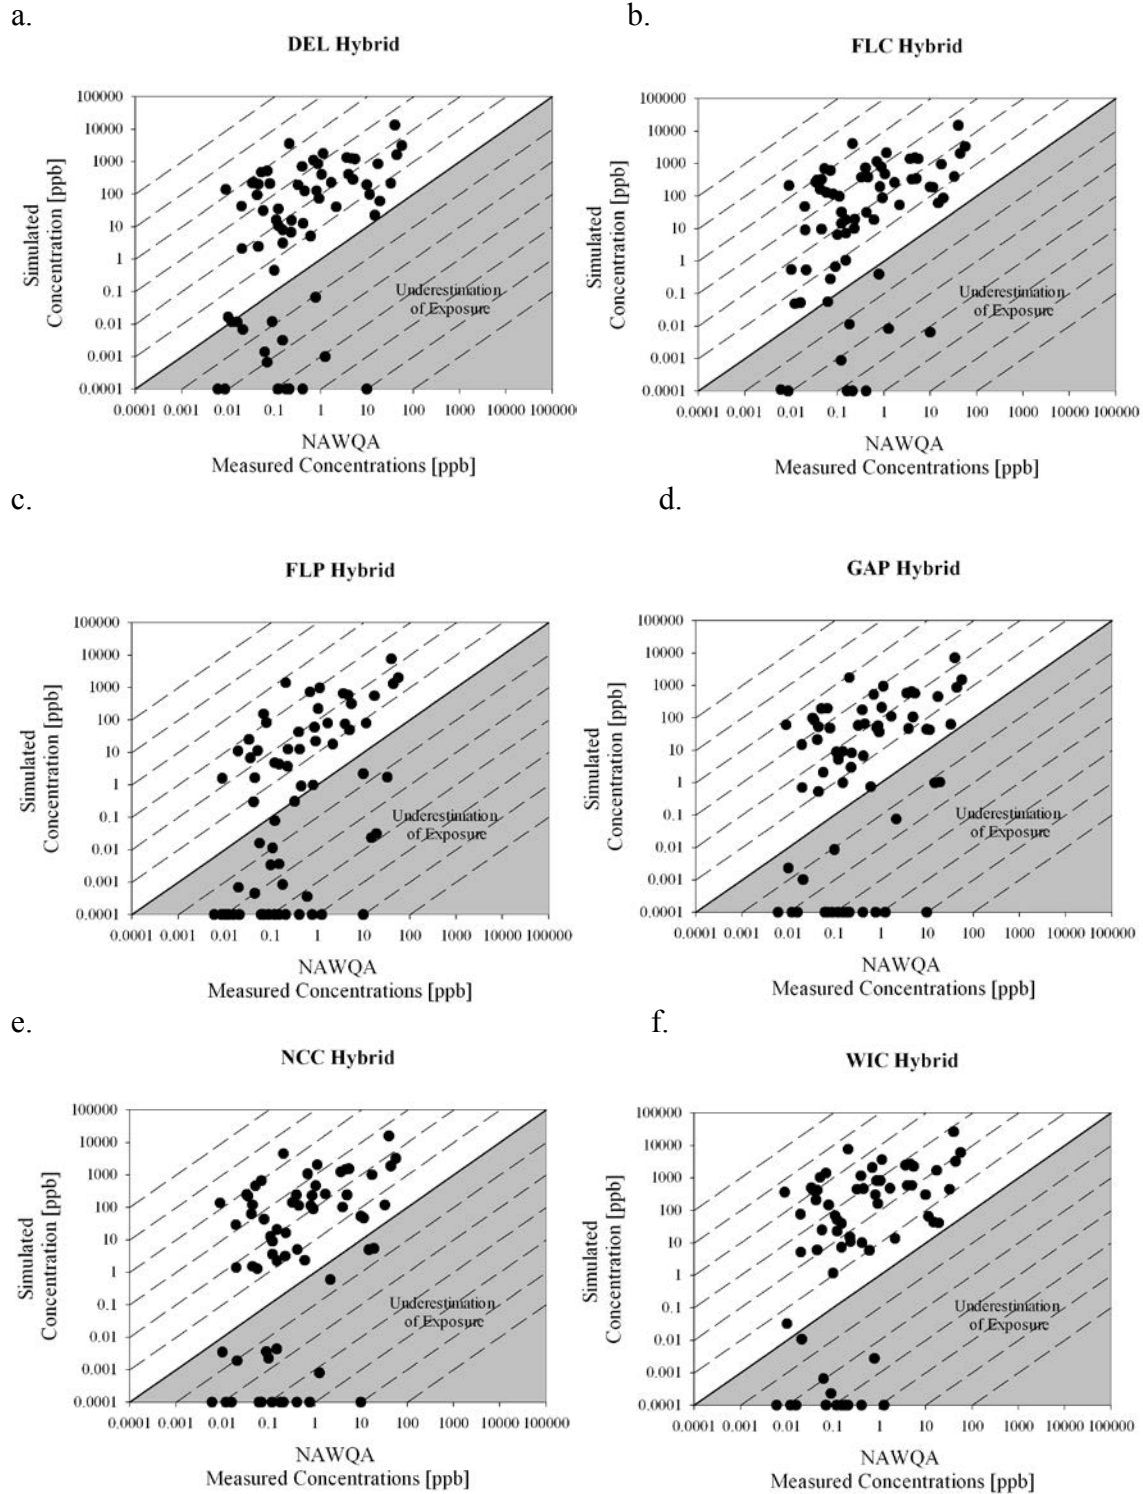 a.
DEL Hybrid
100000
10000
1000
100
10
1
0.1
0.01
0.001
0.0001
Simulated
Concentration [ppb]
Underestimation
of Exposure
0.0001 0.001 0.01 0.1 1 10 100 1000 10000 100000
NAWQA
Measured Concentrations [ppb]
b.
FLC Hybrid
100000
10000
1000
100
10
1
0.1
0.01
0.001
0.0001
Simulated
Concentration [ppb]
Underestimation
of Exposure
0.0001 0.001 0.01 0.1 1 10 100 1000 10000 100000
NAWQA
Measured Concentrations [ppb]
c.
FLP Hybrid
100000
10000
1000
100
10
1
0.1
0.01
0.001
0.0001
Simulated
Concentration [ppb]
Underestimation
of Exposure
0.0001 0.001 0.01 0.1 1 10 100 1000 10000 100000
NAWQA
Measured Concentrations [ppb]
d.
GAP Hybrid
100000
10000
1000
100
10
1
0.1
0.01
0.001
0.0001
Simulated
Concentration [ppb]
Underestimation
of Exposure
0.0001 0.001 0.01 0.1 1 10 100 1000 10000 100000
NAWQA
Measured Concentrations [ppb]
e.
NCC Hybrid
100000
10000
1000
100
10
1
0.1
0.01
0.001
0.0001
Simulated
Concentration [ppb]
Underestimation
of Exposure
0.0001 0.001 0.01 0.1 1 10 100 1000 10000 100000
NAWQA
Measured Concentrations [ppb]
f.
WIC Hybrid
100000
10000
1000
100
10
1
0.1
0.01
0.001
0.0001
Simulated
Concentration [ppb]
Underestimation
of Exposure
0.0001 0.001 0.01 0.1 1 10 100 1000 10000 100000
NAWQA
Measured Concentrations [ppb]